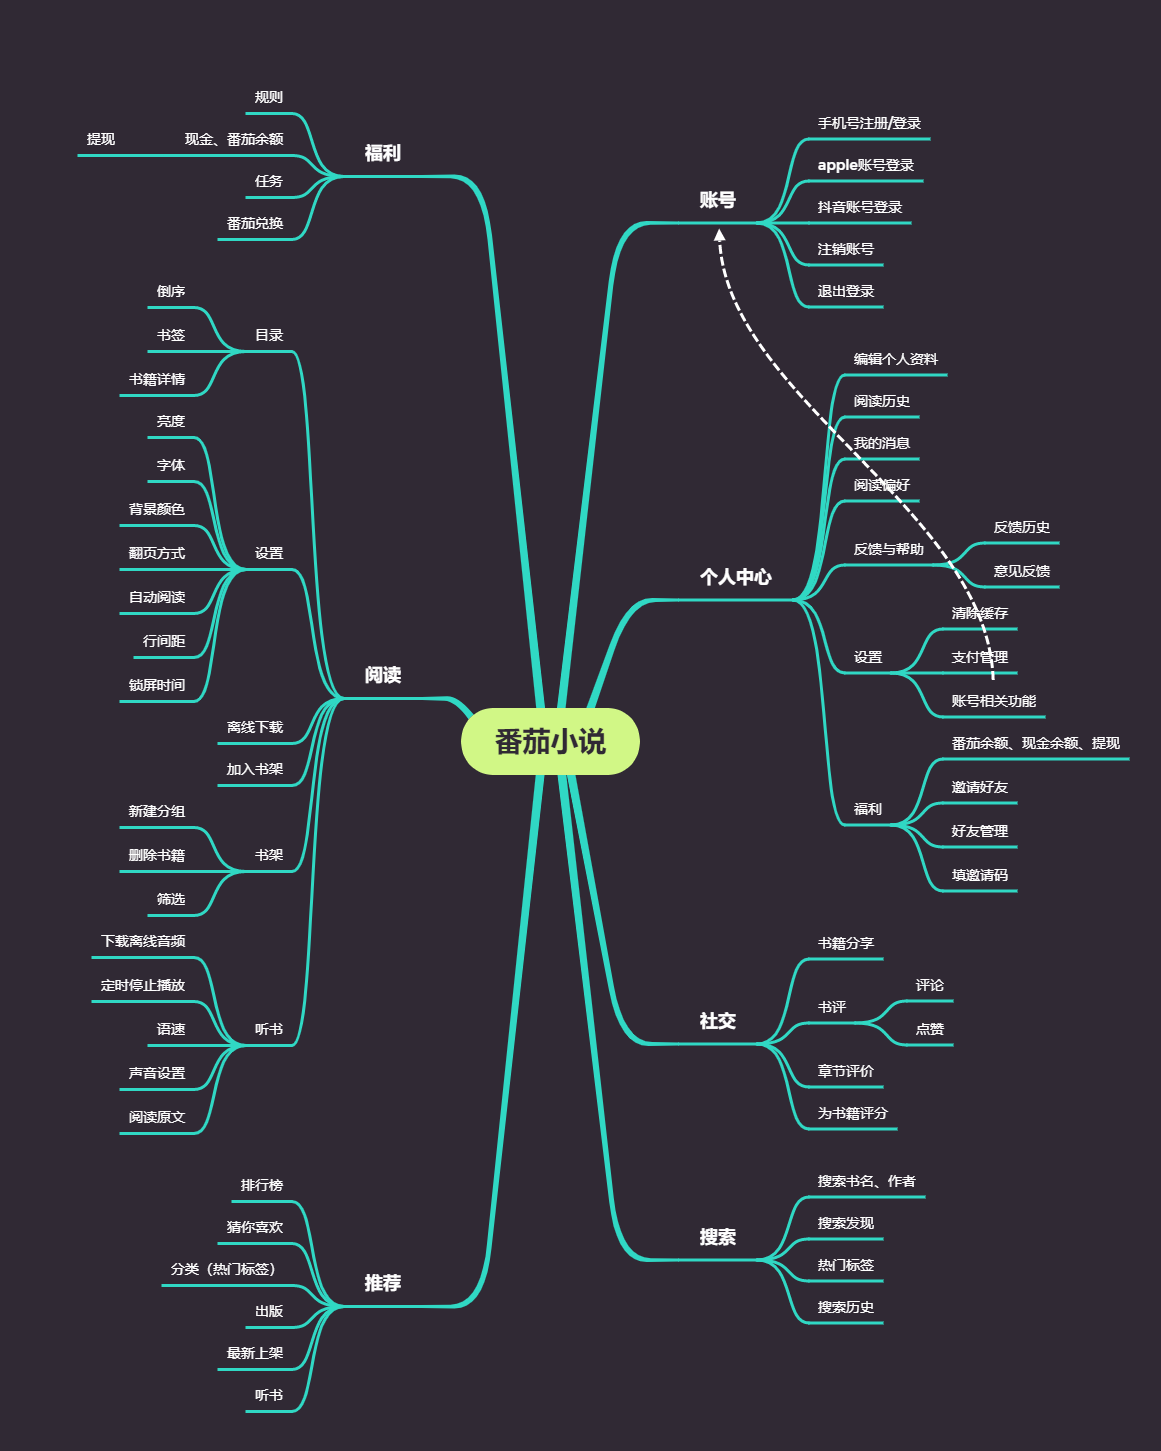 番茄小说
账号
手机号注册/登录
apple账号登录
抖音账号登录
注销账号
退出登录
个人中心
编辑个人资料
阅读历史
我的消息
阅读偏好
反馈与帮助
反馈历史
意见反馈
设置
清除缓存
支付管理
账号相关功能
福利
番茄余额、现金余额、提现
邀请好友
好友管理
填邀请码
社交
书籍分享
书评
评论
点赞
章节评价
为书籍评分
搜索
搜索书名、作者
搜索发现
热门标签
搜索历史
福利
规则
现金、番茄余额
提现
任务
番茄兑换
阅读
目录
倒序
书签
书籍详情
设置
亮度
字体
背景颜色
翻页方式
自动阅读
行间距
锁屏时间
离线下载
加入书架
书架
新建分组
删除书籍
筛选
听书
下载离线音频
定时停止播放
语速
声音设置
阅读原文
推荐
排行榜
猜你喜欢
分类（热门标签）
出版
最新上架
听书